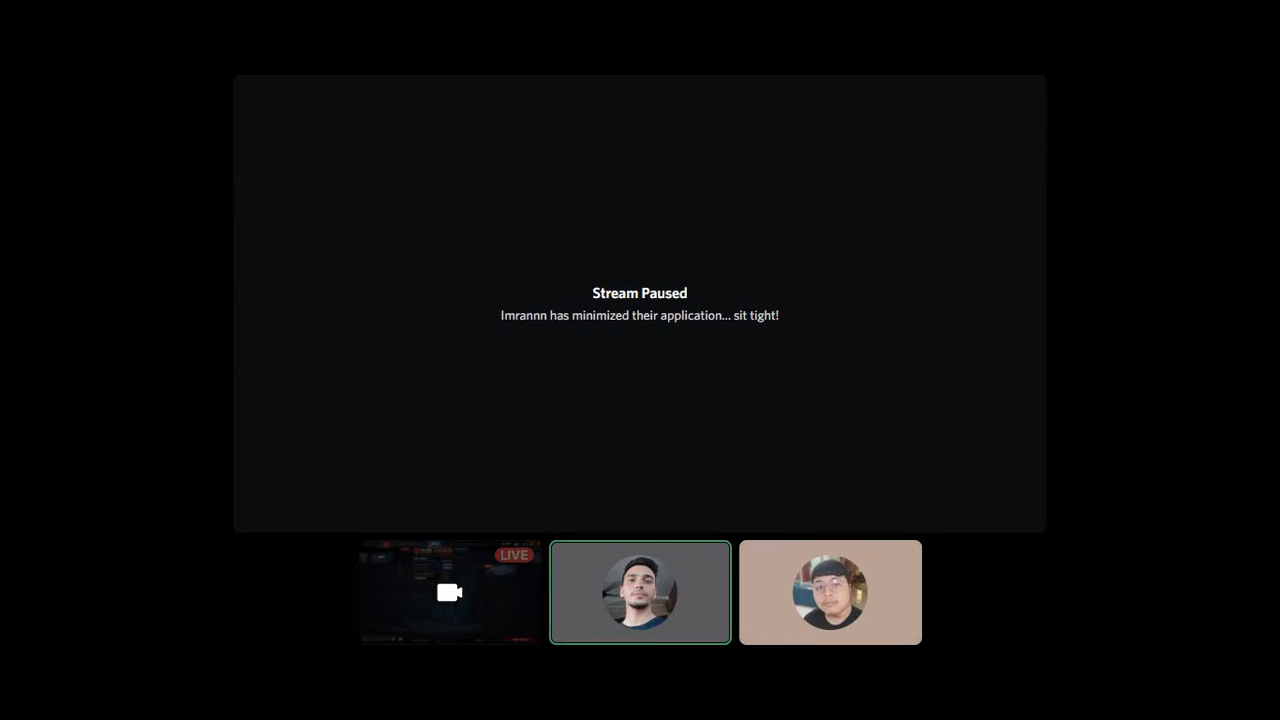 Stream Paused
Imrannn has minimized their application... sit tight!
LIVE